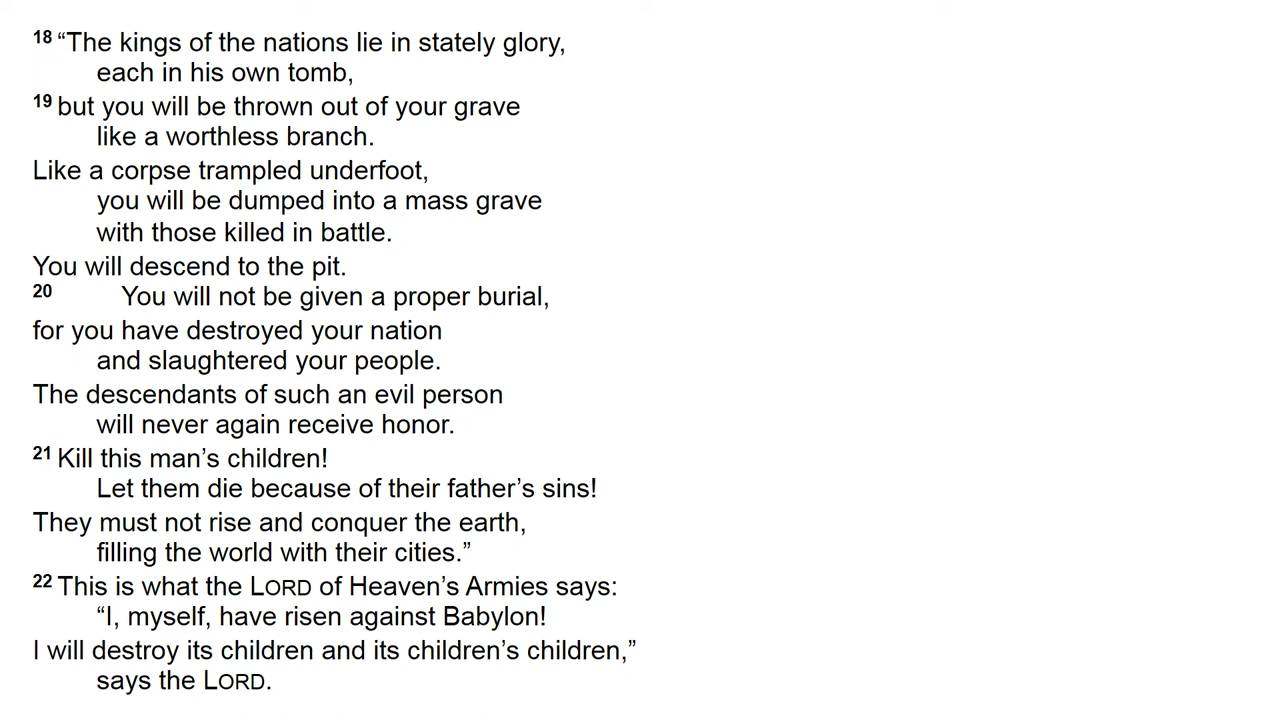 18 “The kings of the nations lie in stately glory,
each in his own tomb,
19 but you will be thrown out of your grave
like a worthless branch.
Like a corpse trampled underfoot,
you will be dumped into a mass grave
with those killed in battle.
You will descend to the pit.
20 You will not be given a proper burial,
for you have destroyed your nation
and slaughtered your people.
The descendants of such an evil person
will never again receive honor.
21 Kill this man’s children!
Let them die because of their father’s sins!
They must not rise and conquer the earth,
filling the world with their cities.”
22 This is what the LORD of Heaven’s Armies says:
“I, myself, have risen against Babylon!
I will destroy its children and its children’s children,”
says the LORD.